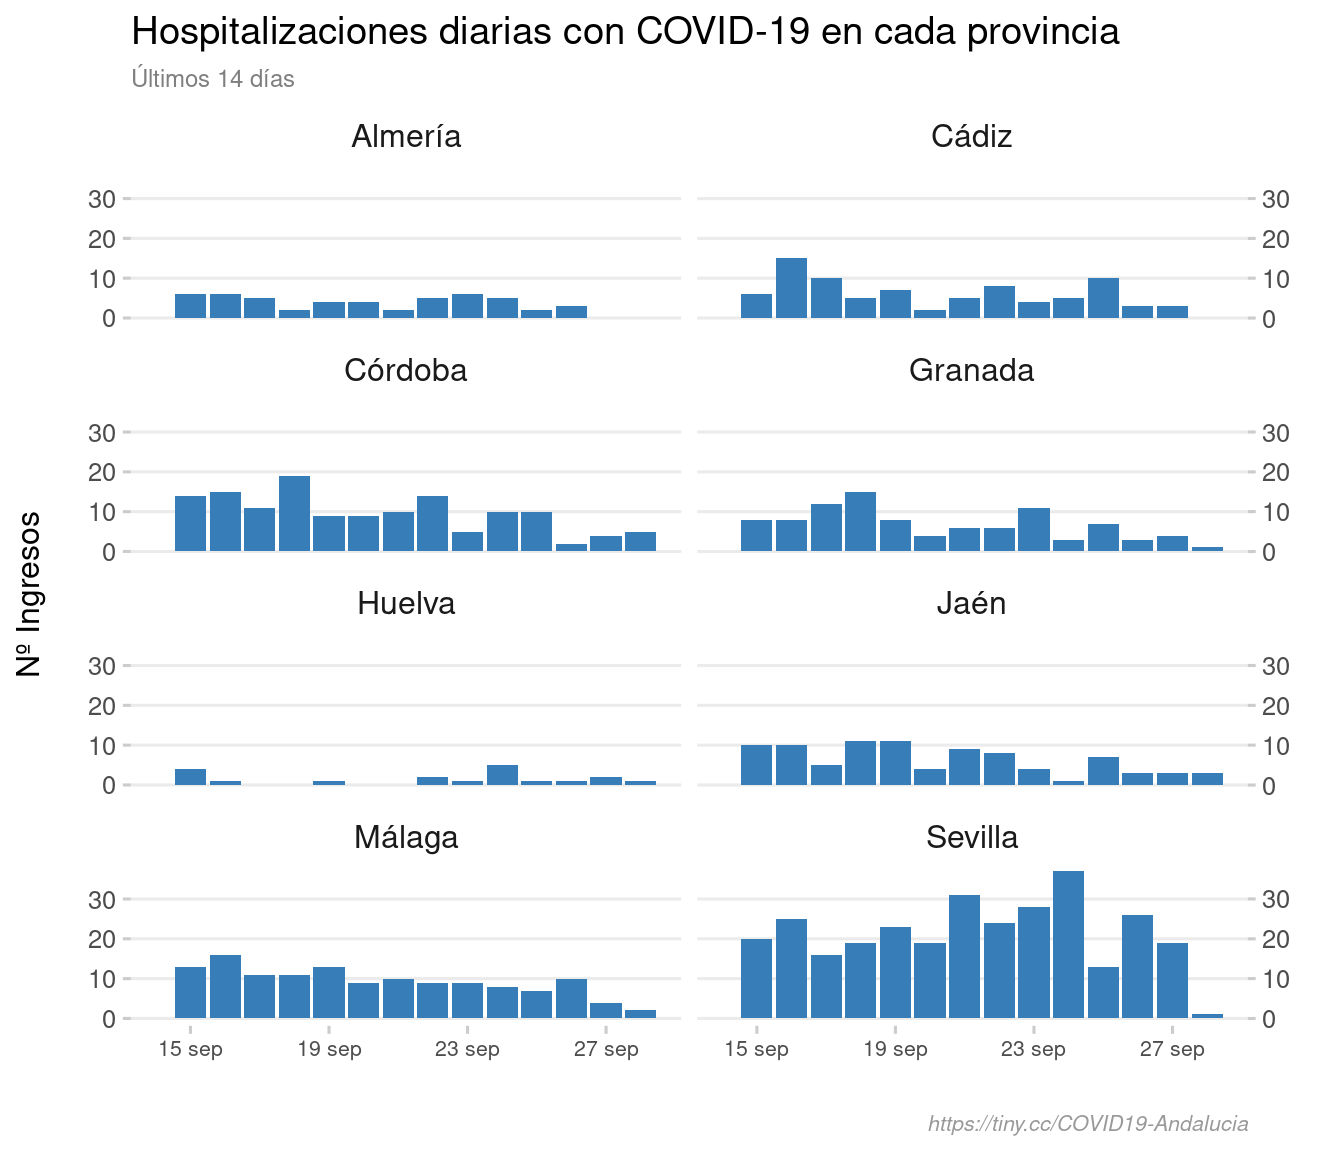 Hospitalizaciones diarias con COVID-19 en cada provincia
Últimos 14 días
Almería
Cádiz
30
20
10
0
30
20
10
0
Córdoba
Granada
30
20
10
0
30
20
10
0
Nº Ingresos
Huelva
Jaén
30
20
10
0
30
20
10
0
Málaga
Sevilla
30
20
10
0
30
20
10
0
15 sep 19 sep 23 sep 27 sep
15 sep 19 sep 23 sep 27 sep
https://tiny.cc/COVID19-Andalucia